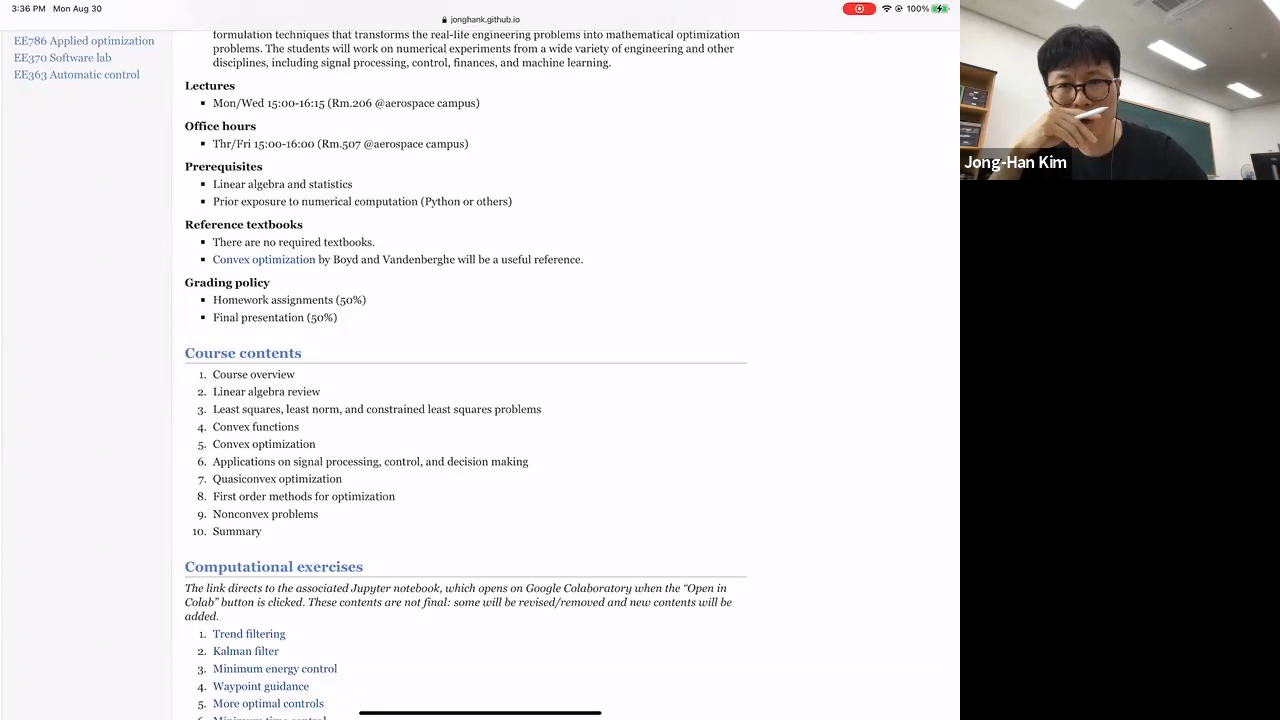 3:36 PM Mon Aug 30
100%
jonghank.github.io
EE786 Applied optimization
EE370 Software lab
EE363 Automatic control
formulation techniques that transforms the real-life engineering problems into mathematical optimization
problems. The students will work on numerical experiments from a wide variety of engineering and other
disciplines, including signal processing, control, finances, and machine learning.
Lectures
Mon/Wed 15:00-16:15 (Rm.206 @aerospace campus)
Office hours
Thr/Fri 15:00-16:00 (Rm.507 @aerospace campus)
Prerequisites
Linear algebra and statistics
Prior exposure to numerical computation (Python or others)
Reference textbooks
There are no required textbooks.
Convex optimization by Boyd and Vandenberghe will be a useful reference.
Grading policy
Homework assignments (50%)
Final presentation (50%)
Course contents
1. Course overview
2. Linear algebra review
3. Least squares, least norm, and constrained least squares problems
4. Convex functions
5. Convex optimization
6. Applications on signal processing, control, and decision making
7. Quasiconvex optimization
8. First order methods for optimization
9. Nonconvex problems
10. Summary
Computational exercises
The link directs to the associated Jupyter notebook, which opens on Google Colaboratory when the “Open in
Colab” button is clicked. These contents are not final: some will be revised/removed and new contents will be
added.
1. Trend filtering
2. Kalman filter
3. Minimum energy control
4. Waypoint guidance
5. More optimal controls
6. Minimum time control
Jong-Han Kim